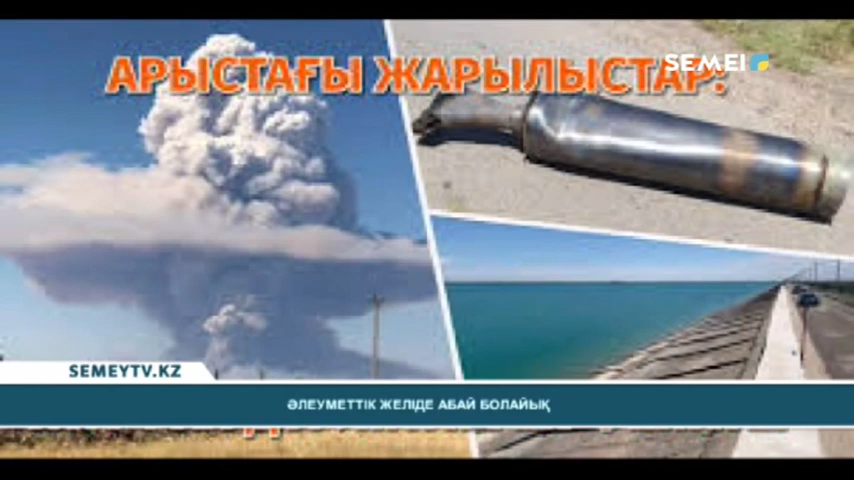 АРЫСТАҒЫ ЖАРЫЛЫСТАР:
SEMEI
SEMEYTV.KZ
ӘЛЕУМЕТТІК ЖЕЛІДЕ АБАЙ БОЛАЙЫҚ